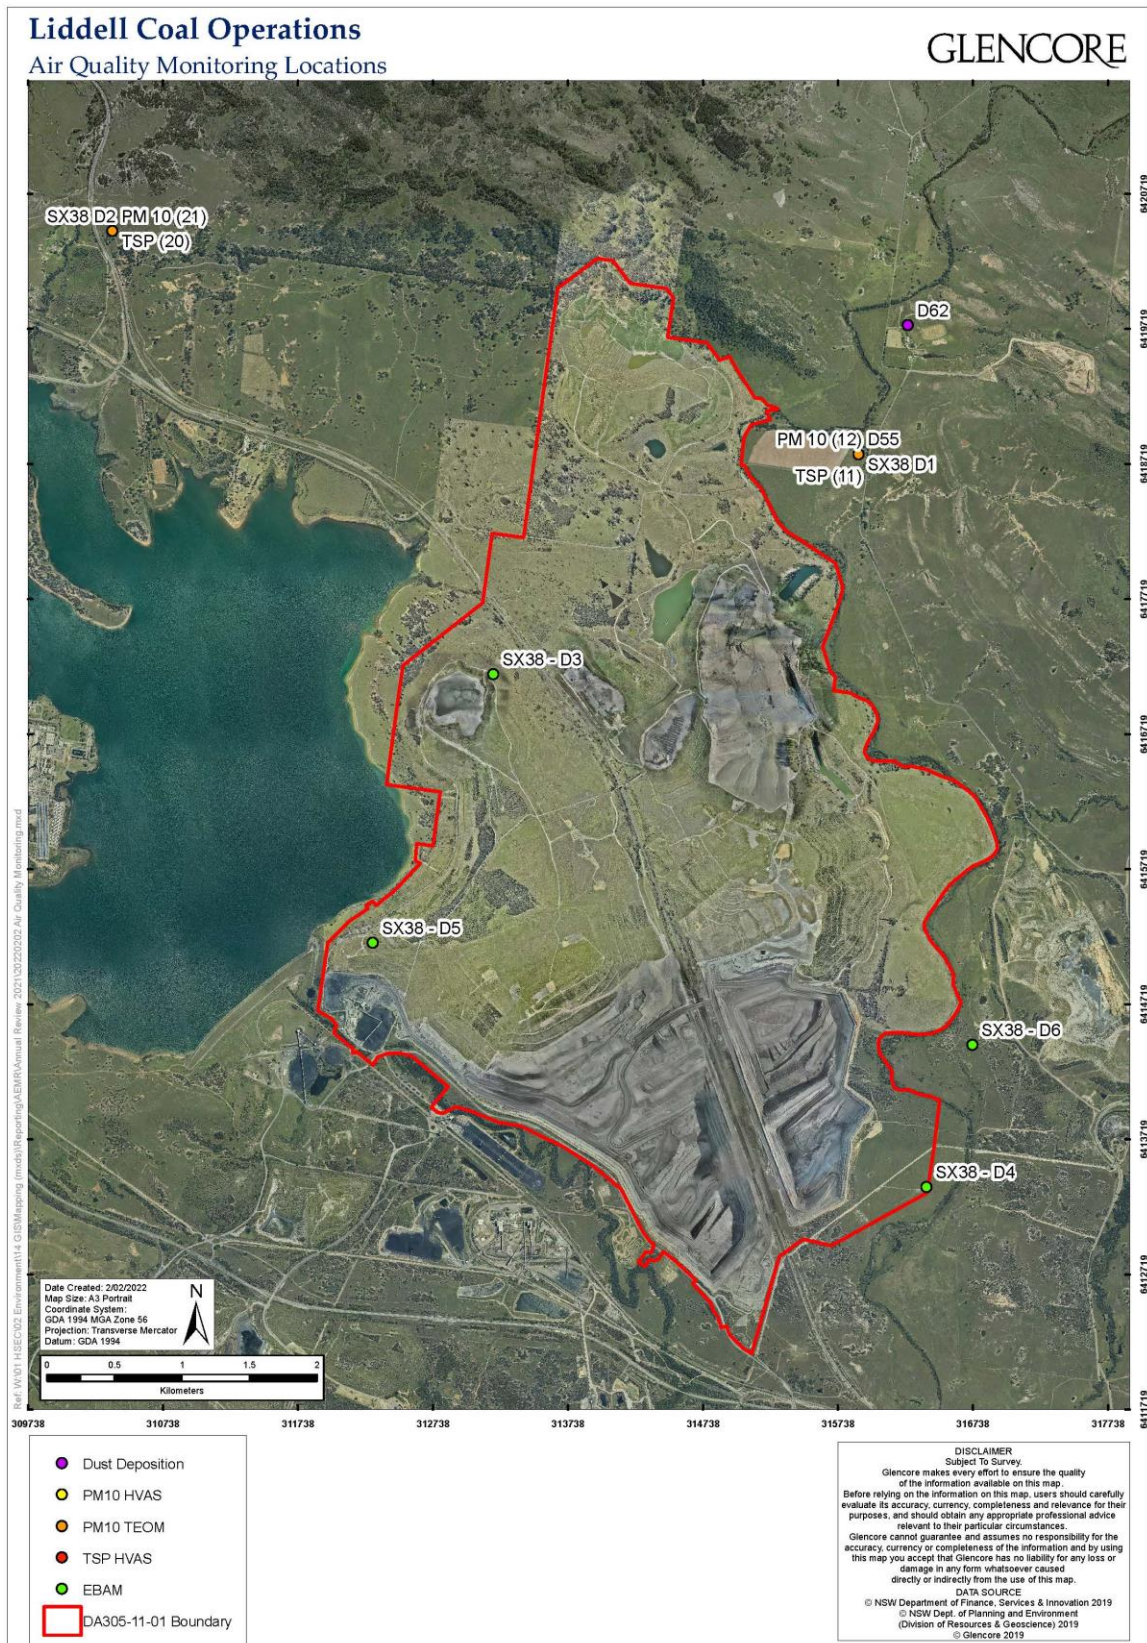 Liddell Coal Operations
Air Quality Monitoring Locations
GLENCORE
SX38 D2 PM 10 (21)
TSP (20)
D62
PM 10 (12) D55
SX38 D1
TSP (11)
SX38 - D3
SX38 - D5
SX38 - D6
SX38 - D4
6420719
6419719
6418719
6417719
6416719
6415719
6414719
6413719
6412719
6411719
Date Created: 2/02/2022
Map Size: A3 Portrait
Coordinate System:
GDA 1994 MGA Zone 56
Projection: Transverse Mercator
Datum: GDA 1994
N
0 0.5 1 1.5 2
Kilometers
309738 310738 311738 312738 313738 314738 315738 316738 317738
Dust Deposition
PM10 HVAS
PM10 TEOM
TSP HVAS
EBAM
DA305-11-01 Boundary
DISCLAIMER
Subject To Survey.
Glencore makes every effort to ensure the quality
of the information available on this map.
Before relying on the information on this map, users should carefully
evaluate its accuracy, currency, completeness and relevance for their
purposes, and should obtain any appropriate professional advice
relevant to their particular circumstances.
Glencore cannot guarantee and assumes no responsibility for the
accuracy, currency or completeness of the information and by using
this map you accept that Glencore has no liability for any loss or
damage in any form whatsoever caused
directly or indirectly from the use of this map.
DATA SOURCE
© NSW Department of Finance, Services & Innovation 2019
© NSW Dept. of Planning and Environment
(Division of Resources & Geoscience) 2019
© Glencore 2019